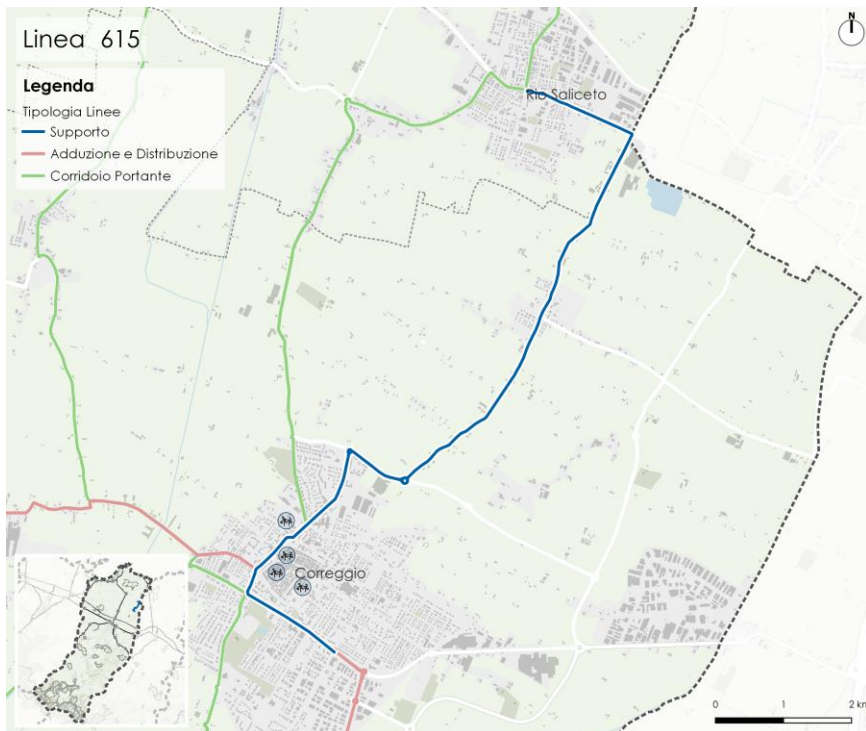 Linea 615
N
Legenda
Tipologia Linee
Supporto
Adduzione e Distribuzione
Corridoio Portante
Rio Saliceto
Correggio
0 1 2 km